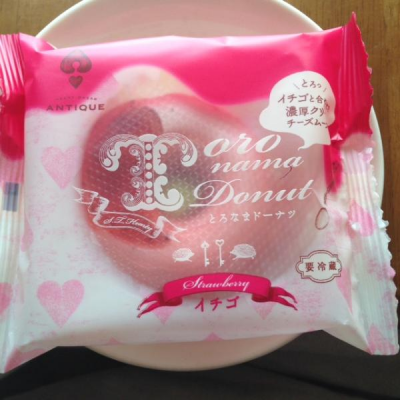 ANTIQUE
とろっ
イチゴと合う
濃厚クリ
チーズム
Toro
nama
Donut
とろなまドーナツ
要冷蔵
Strawberry
イチゴ